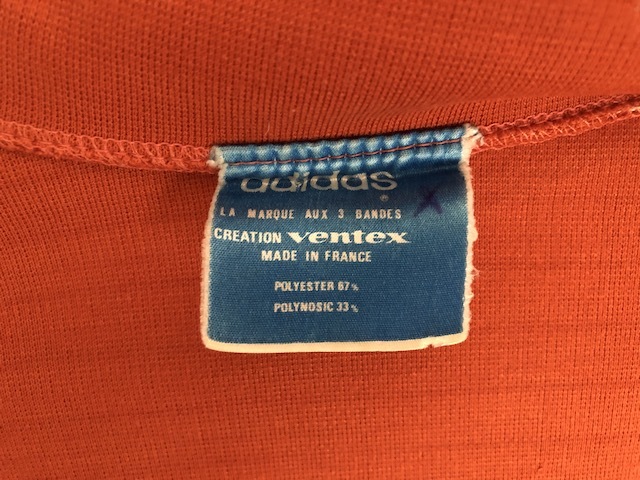 adidas
®
LA MARQUE AUX 3 BANDES X
CREATION ventex
MADE IN FRANCE
POLYESTER 67%
POLYNOSIC 33%